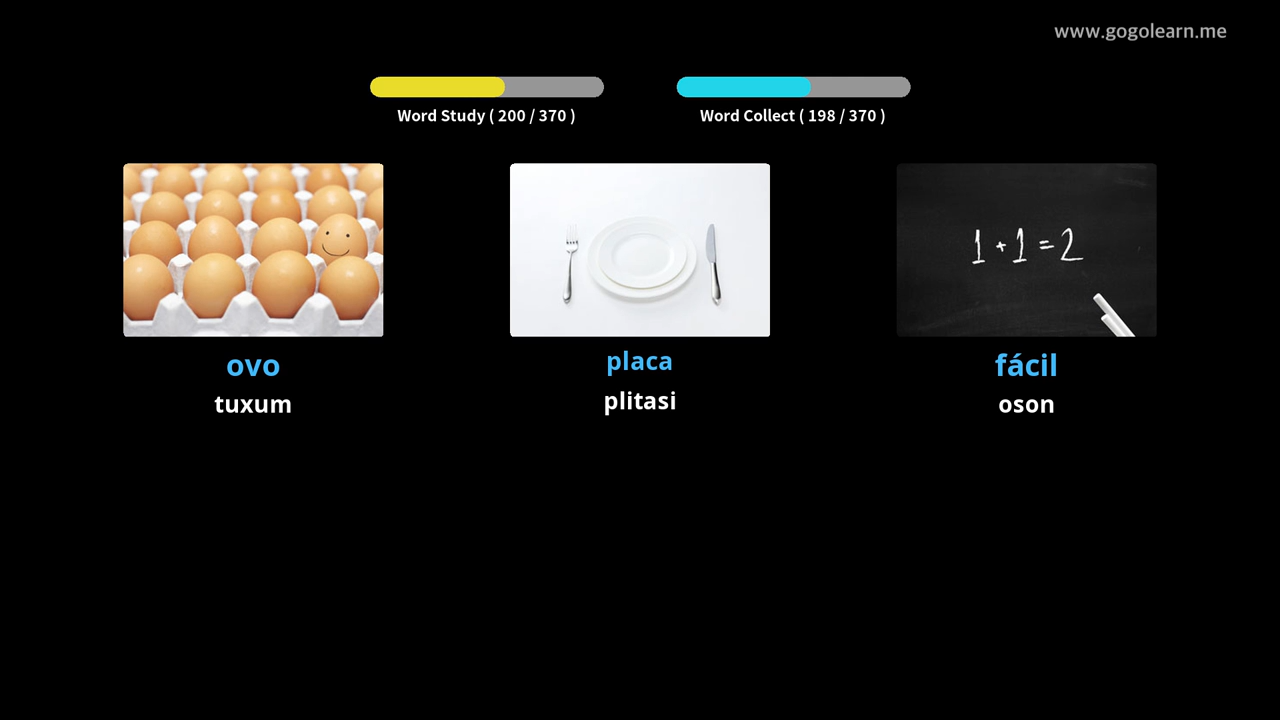 www.gogolearn.me
Word Study ( 200 / 370 )
Word Collect ( 198 / 370 )
1 + 1 = 2
ovo
tuxum
placa
plitasi
fácil
oson